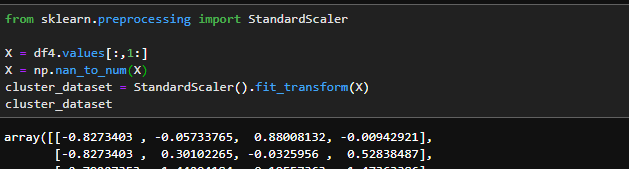 from sklearn.preprocessing import StandardScaler
X = df4.values[:,1:]
X = np.nan_to_num(X)
cluster_dataset = StandardScaler().fit_transform(X)
cluster_dataset
array([[-0.8273403 , -0.05733765,  0.88008132, -0.00942921],
[-0.8273403 ,  0.30102265, -0.0325956 ,  0.52838487],